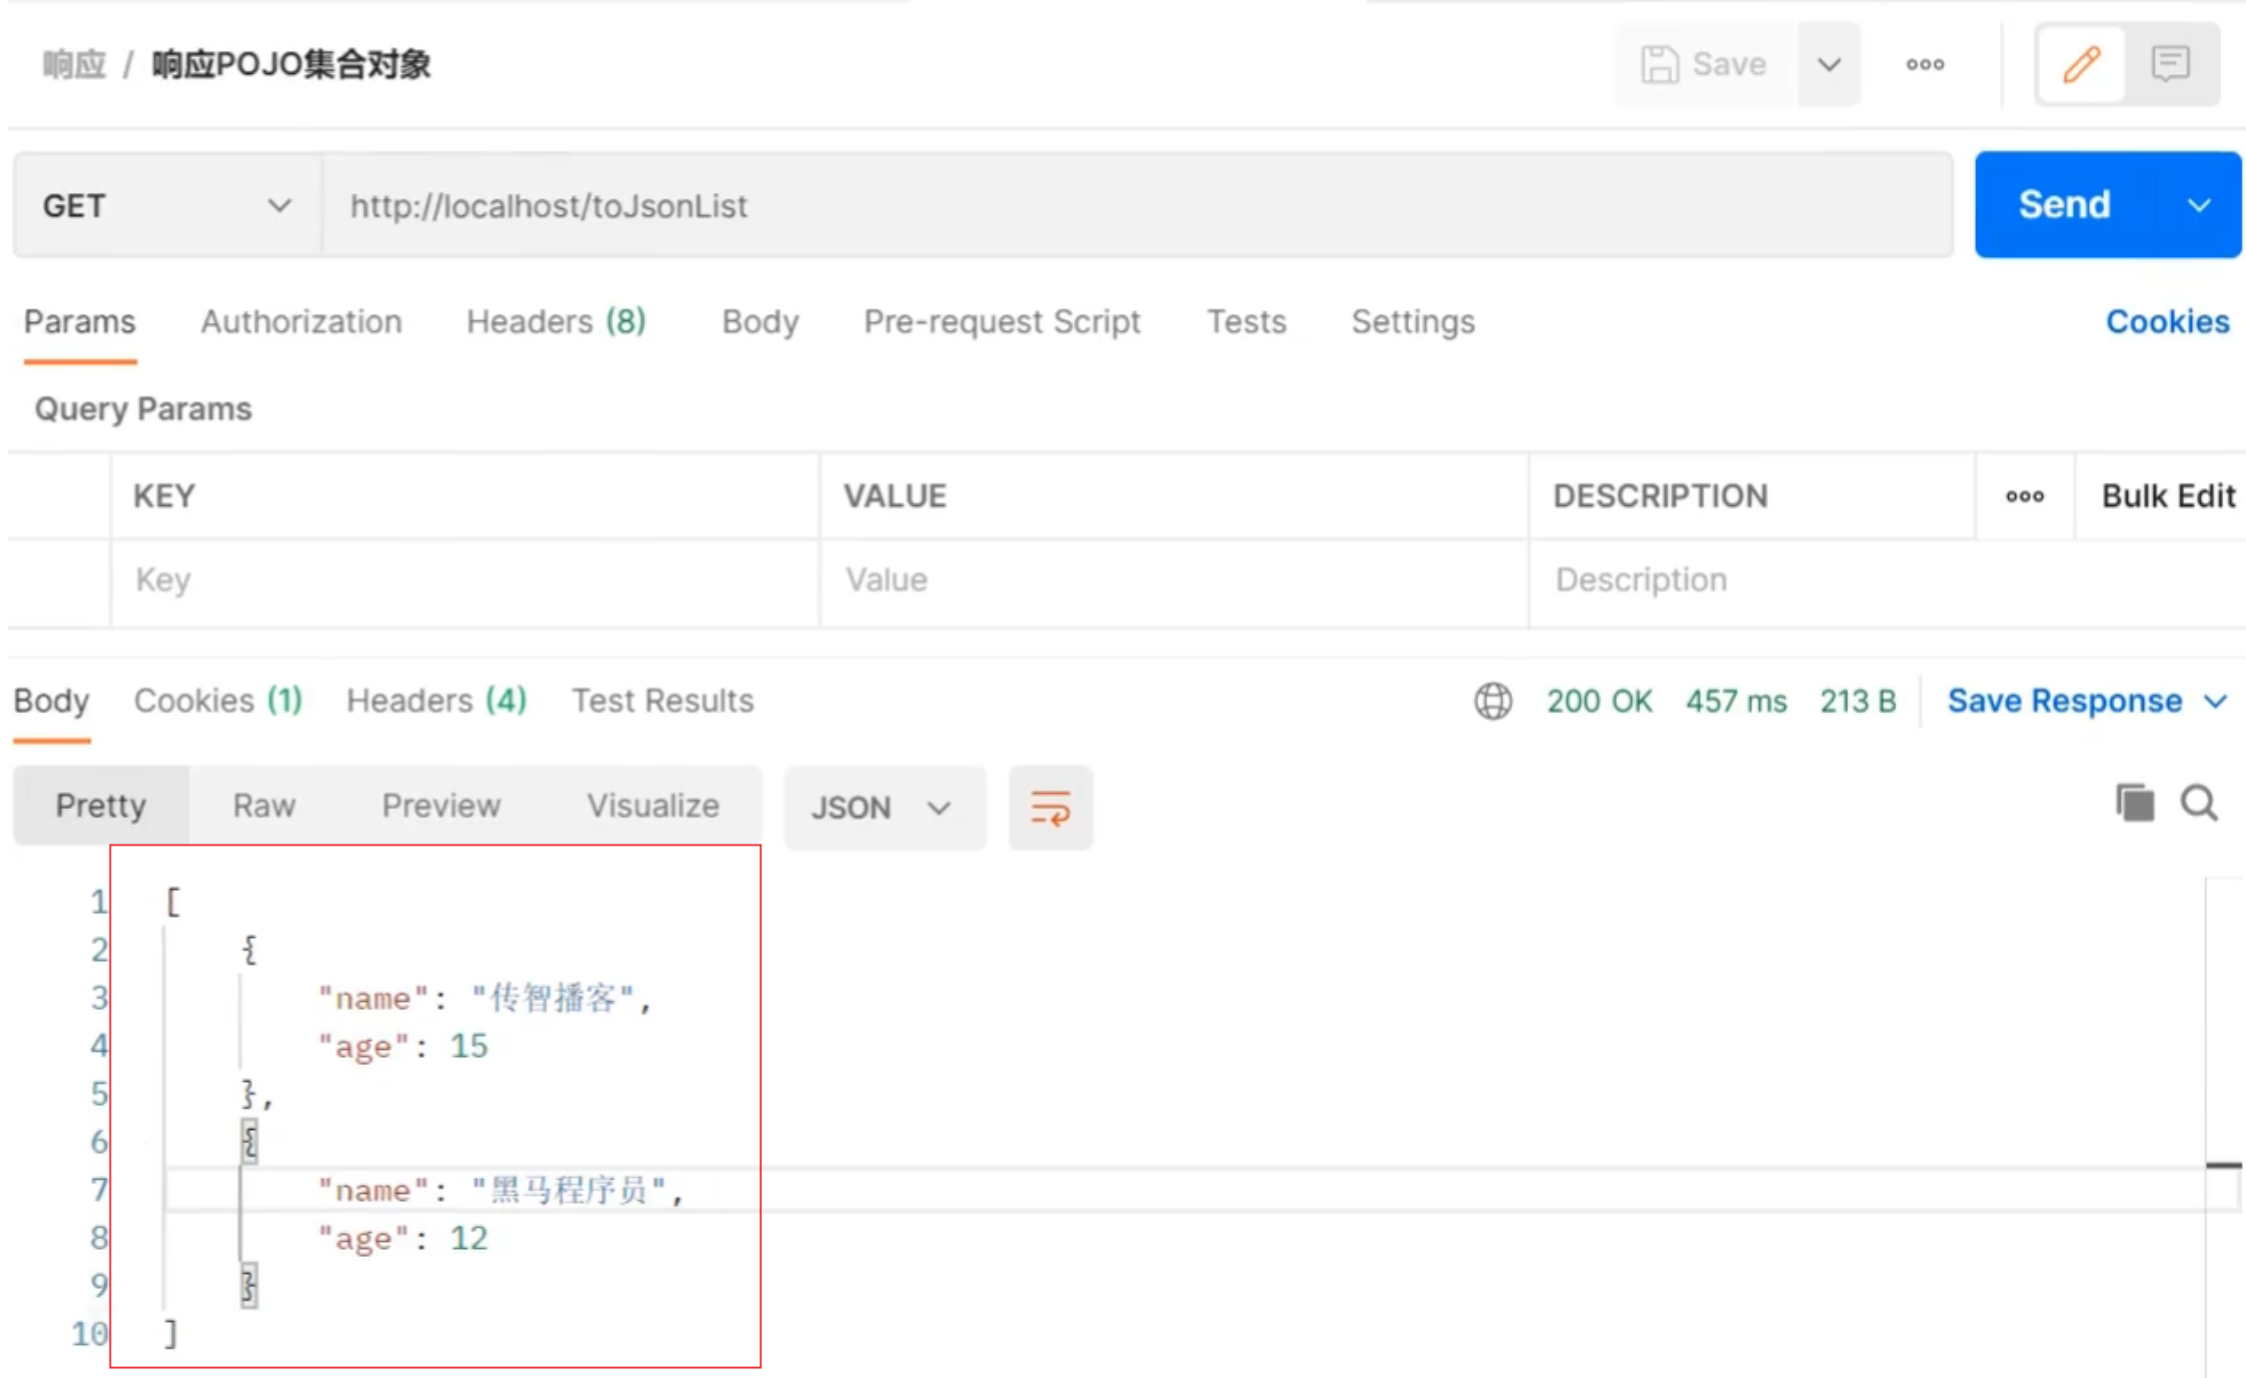 响应 / 响应POJO集合对象
Save
GET http://localhost/toJsonList Send
Params Authorization Headers (8) Body Pre-request Script Tests Settings Cookies
Query Params
KEY VALUE DESCRIPTION ooo Bulk Edit
Key Value Description
Body Cookies (1) Headers (4) Test Results 200 OK 457 ms 213 B Save Response
Pretty Raw Preview Visualize JSON
1 [
2 {
3 "name": "传智播客",
4 "age": 15
5 },
6 {
7 "name": "黑马程序员",
8 "age": 12
9 }
10 ]